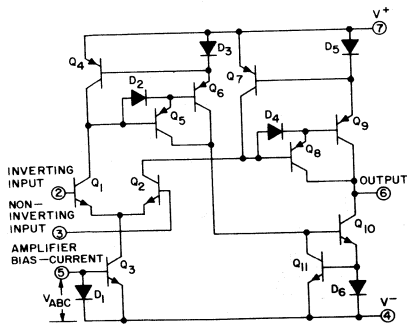 V+
7
Q4
D3
D5
D2
Q6
Q7
Q5
D4
Q9
Q8
INVERTING
INPUT
2
Q1
Q2
OUTPUT
6
NON-
INVERTING
INPUT
3
Q10
AMPLIFIER
BIAS-CURRENT
5
Q3
Q11
VABC
D1
D6
V-
4